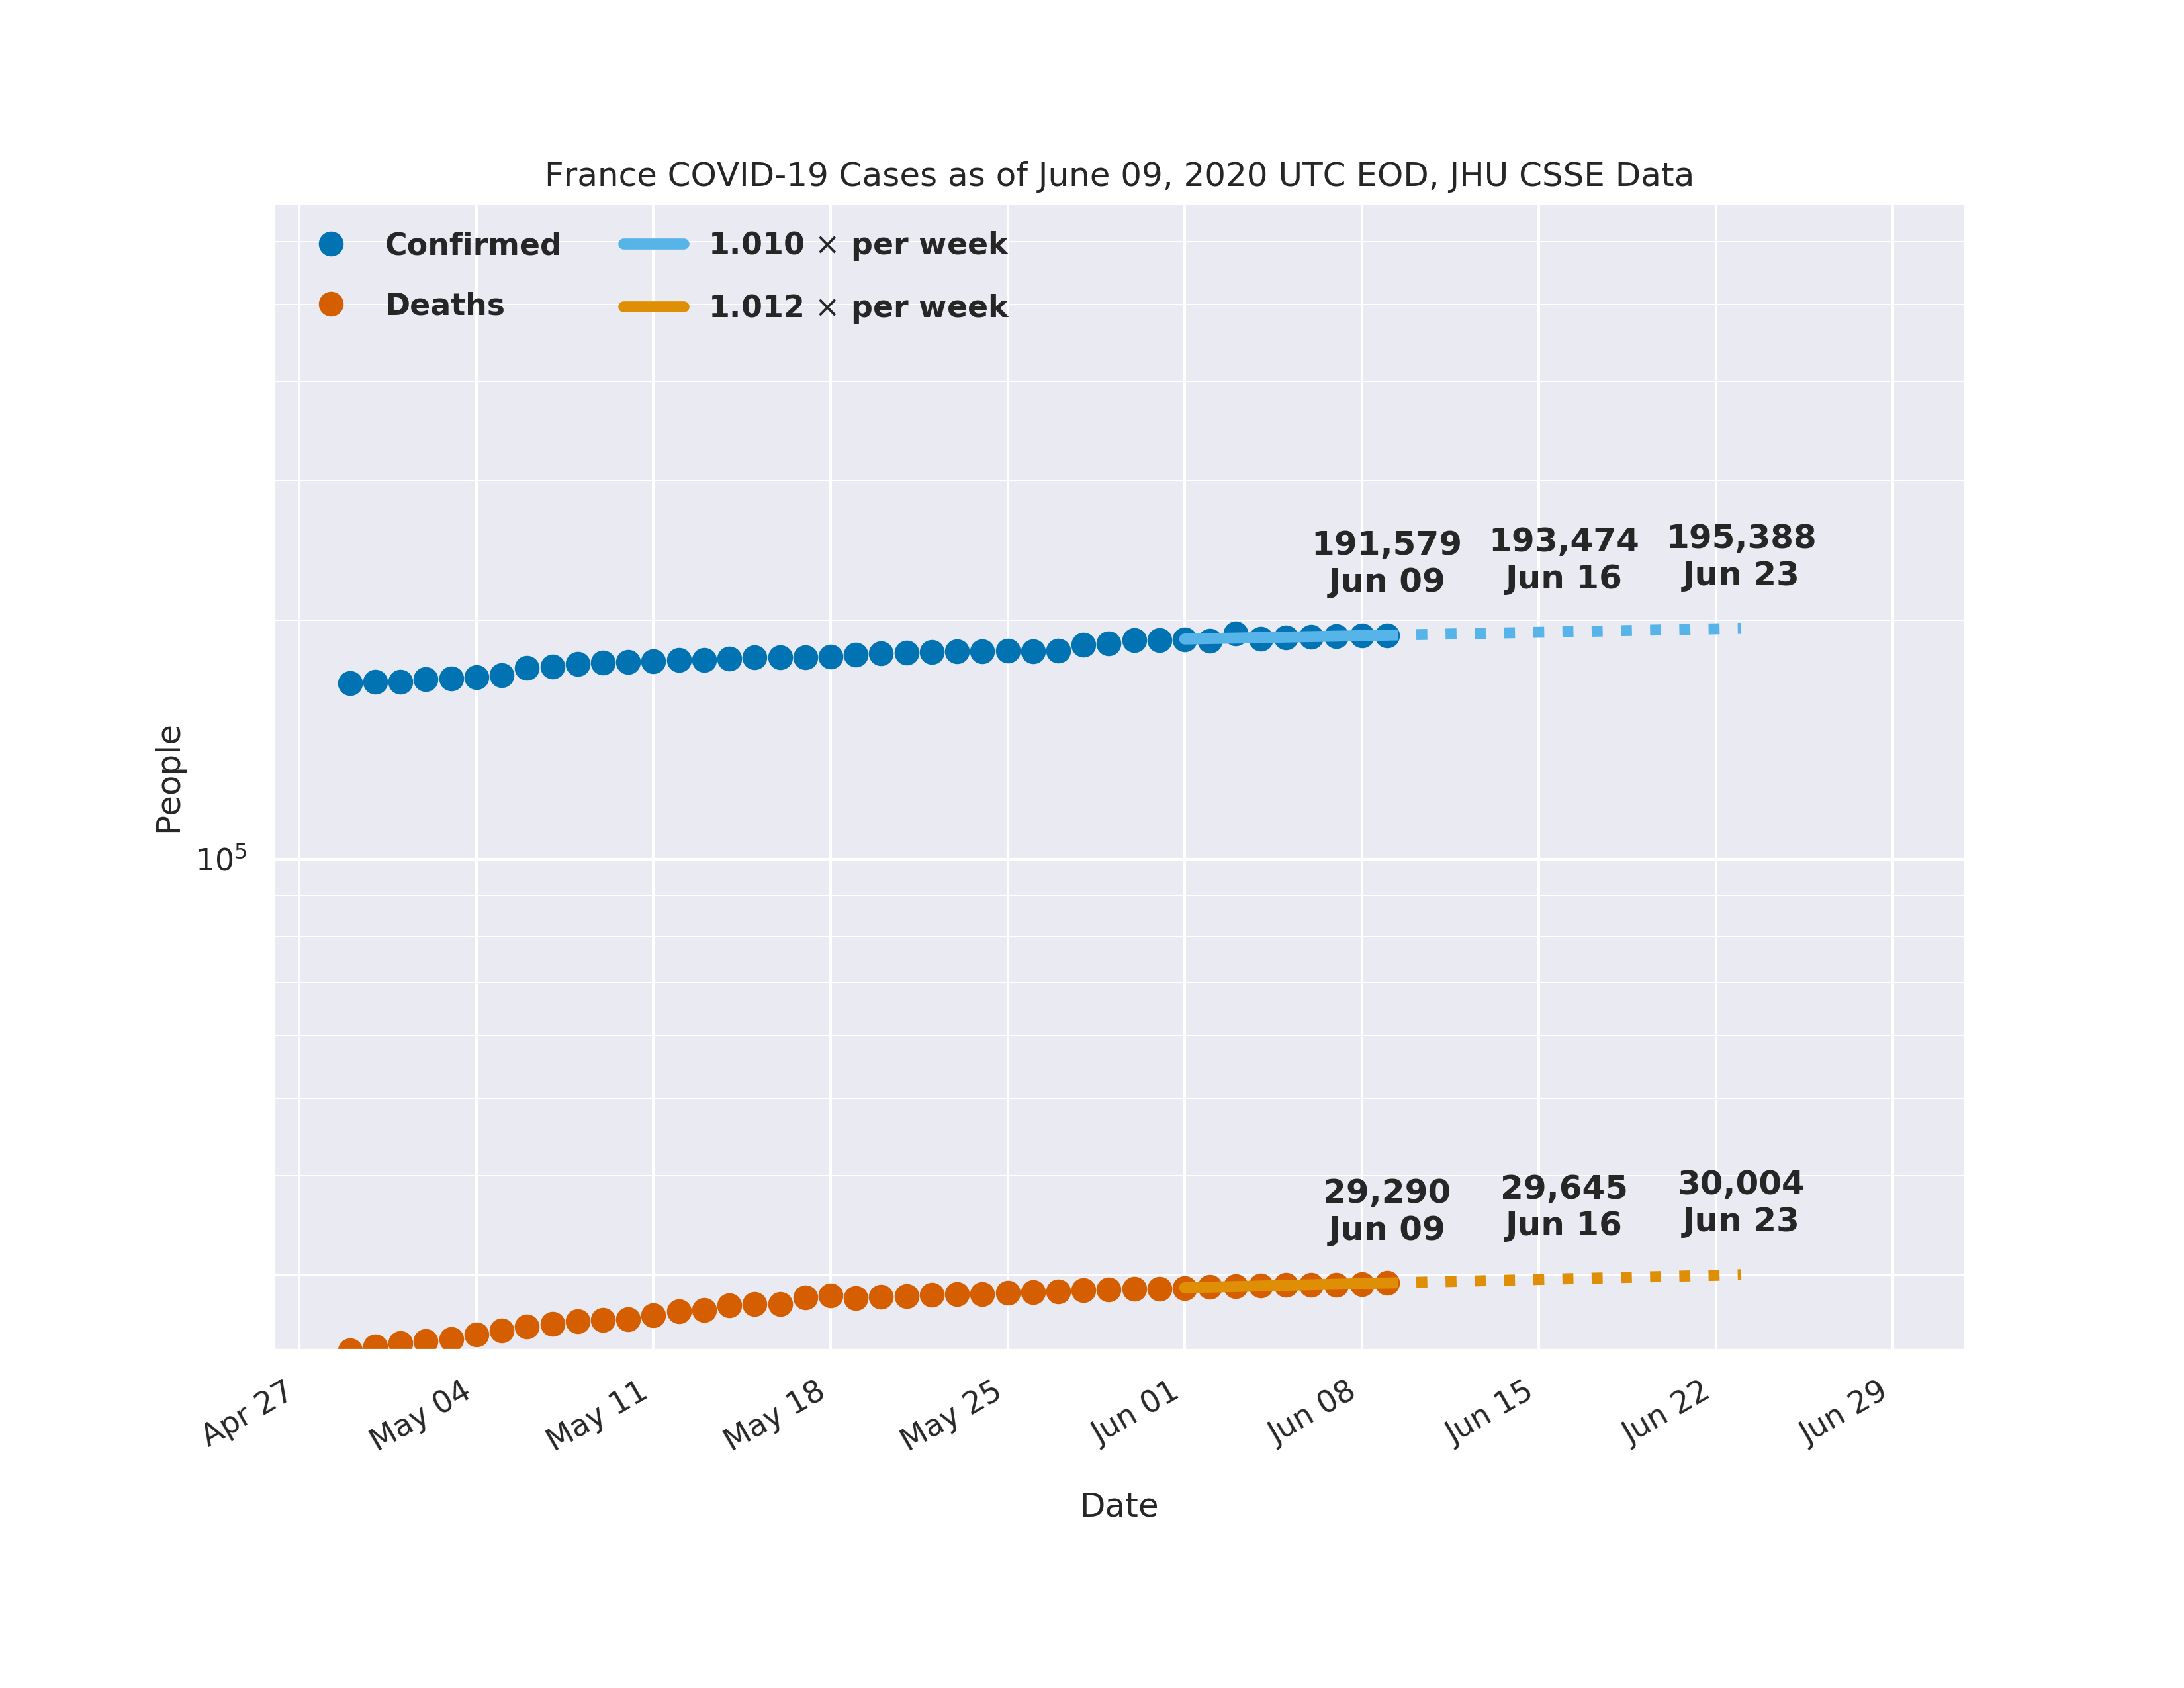 France COVID-19 Cases as of June 09, 2020 UTC EOD, JHU CSSE Data
Confirmed
Deaths
1.010 × per week
1.012 × per week
191,579
Jun 09
193,474
Jun 16
195,388
Jun 23
People
10⁵
29,290
Jun 09
29,645
Jun 16
30,004
Jun 23
Apr 27
May 04
May 11
May 18
May 25
Jun 01
Jun 08
Jun 15
Jun 22
Jun 29
Date